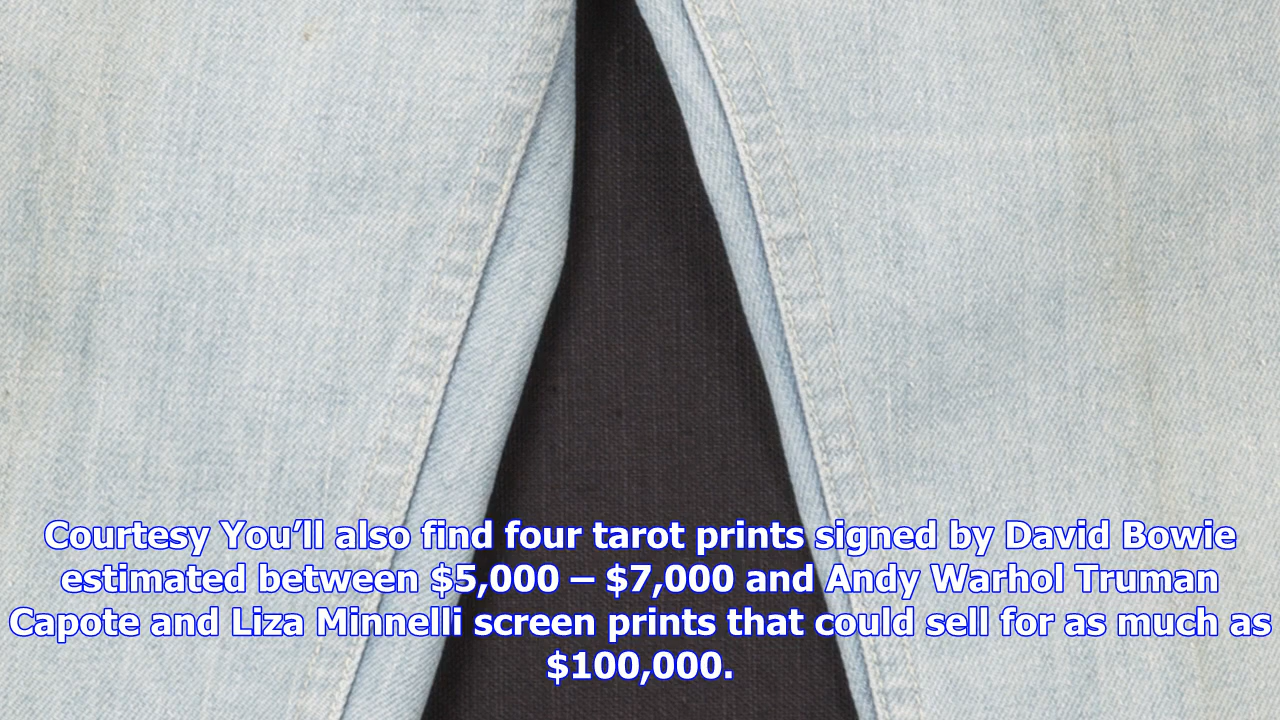 Courtesy You’ll also find four tarot prints signed by David Bowie
estimated between $5,000 – $7,000 and Andy Warhol Truman
Capote and Liza Minnelli screen prints that could sell for as much as
$100,000.